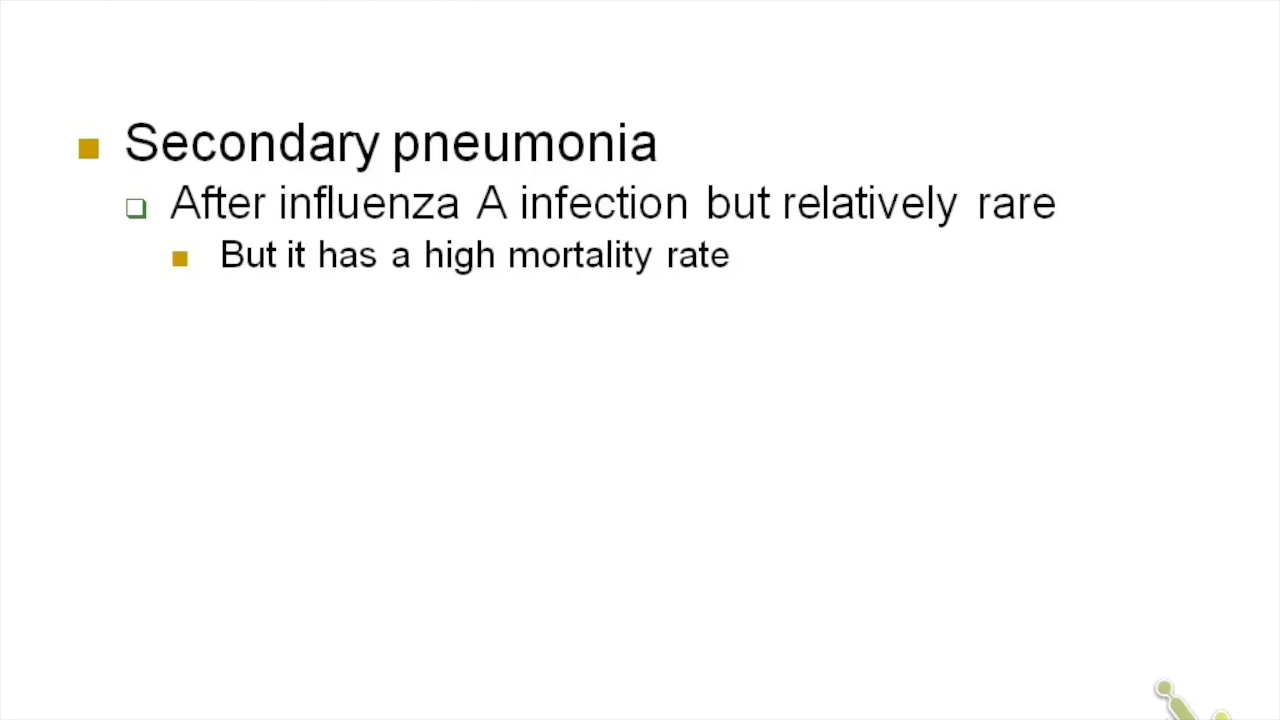 Secondary pneumonia
After influenza A infection but relatively rare
But it has a high mortality rate